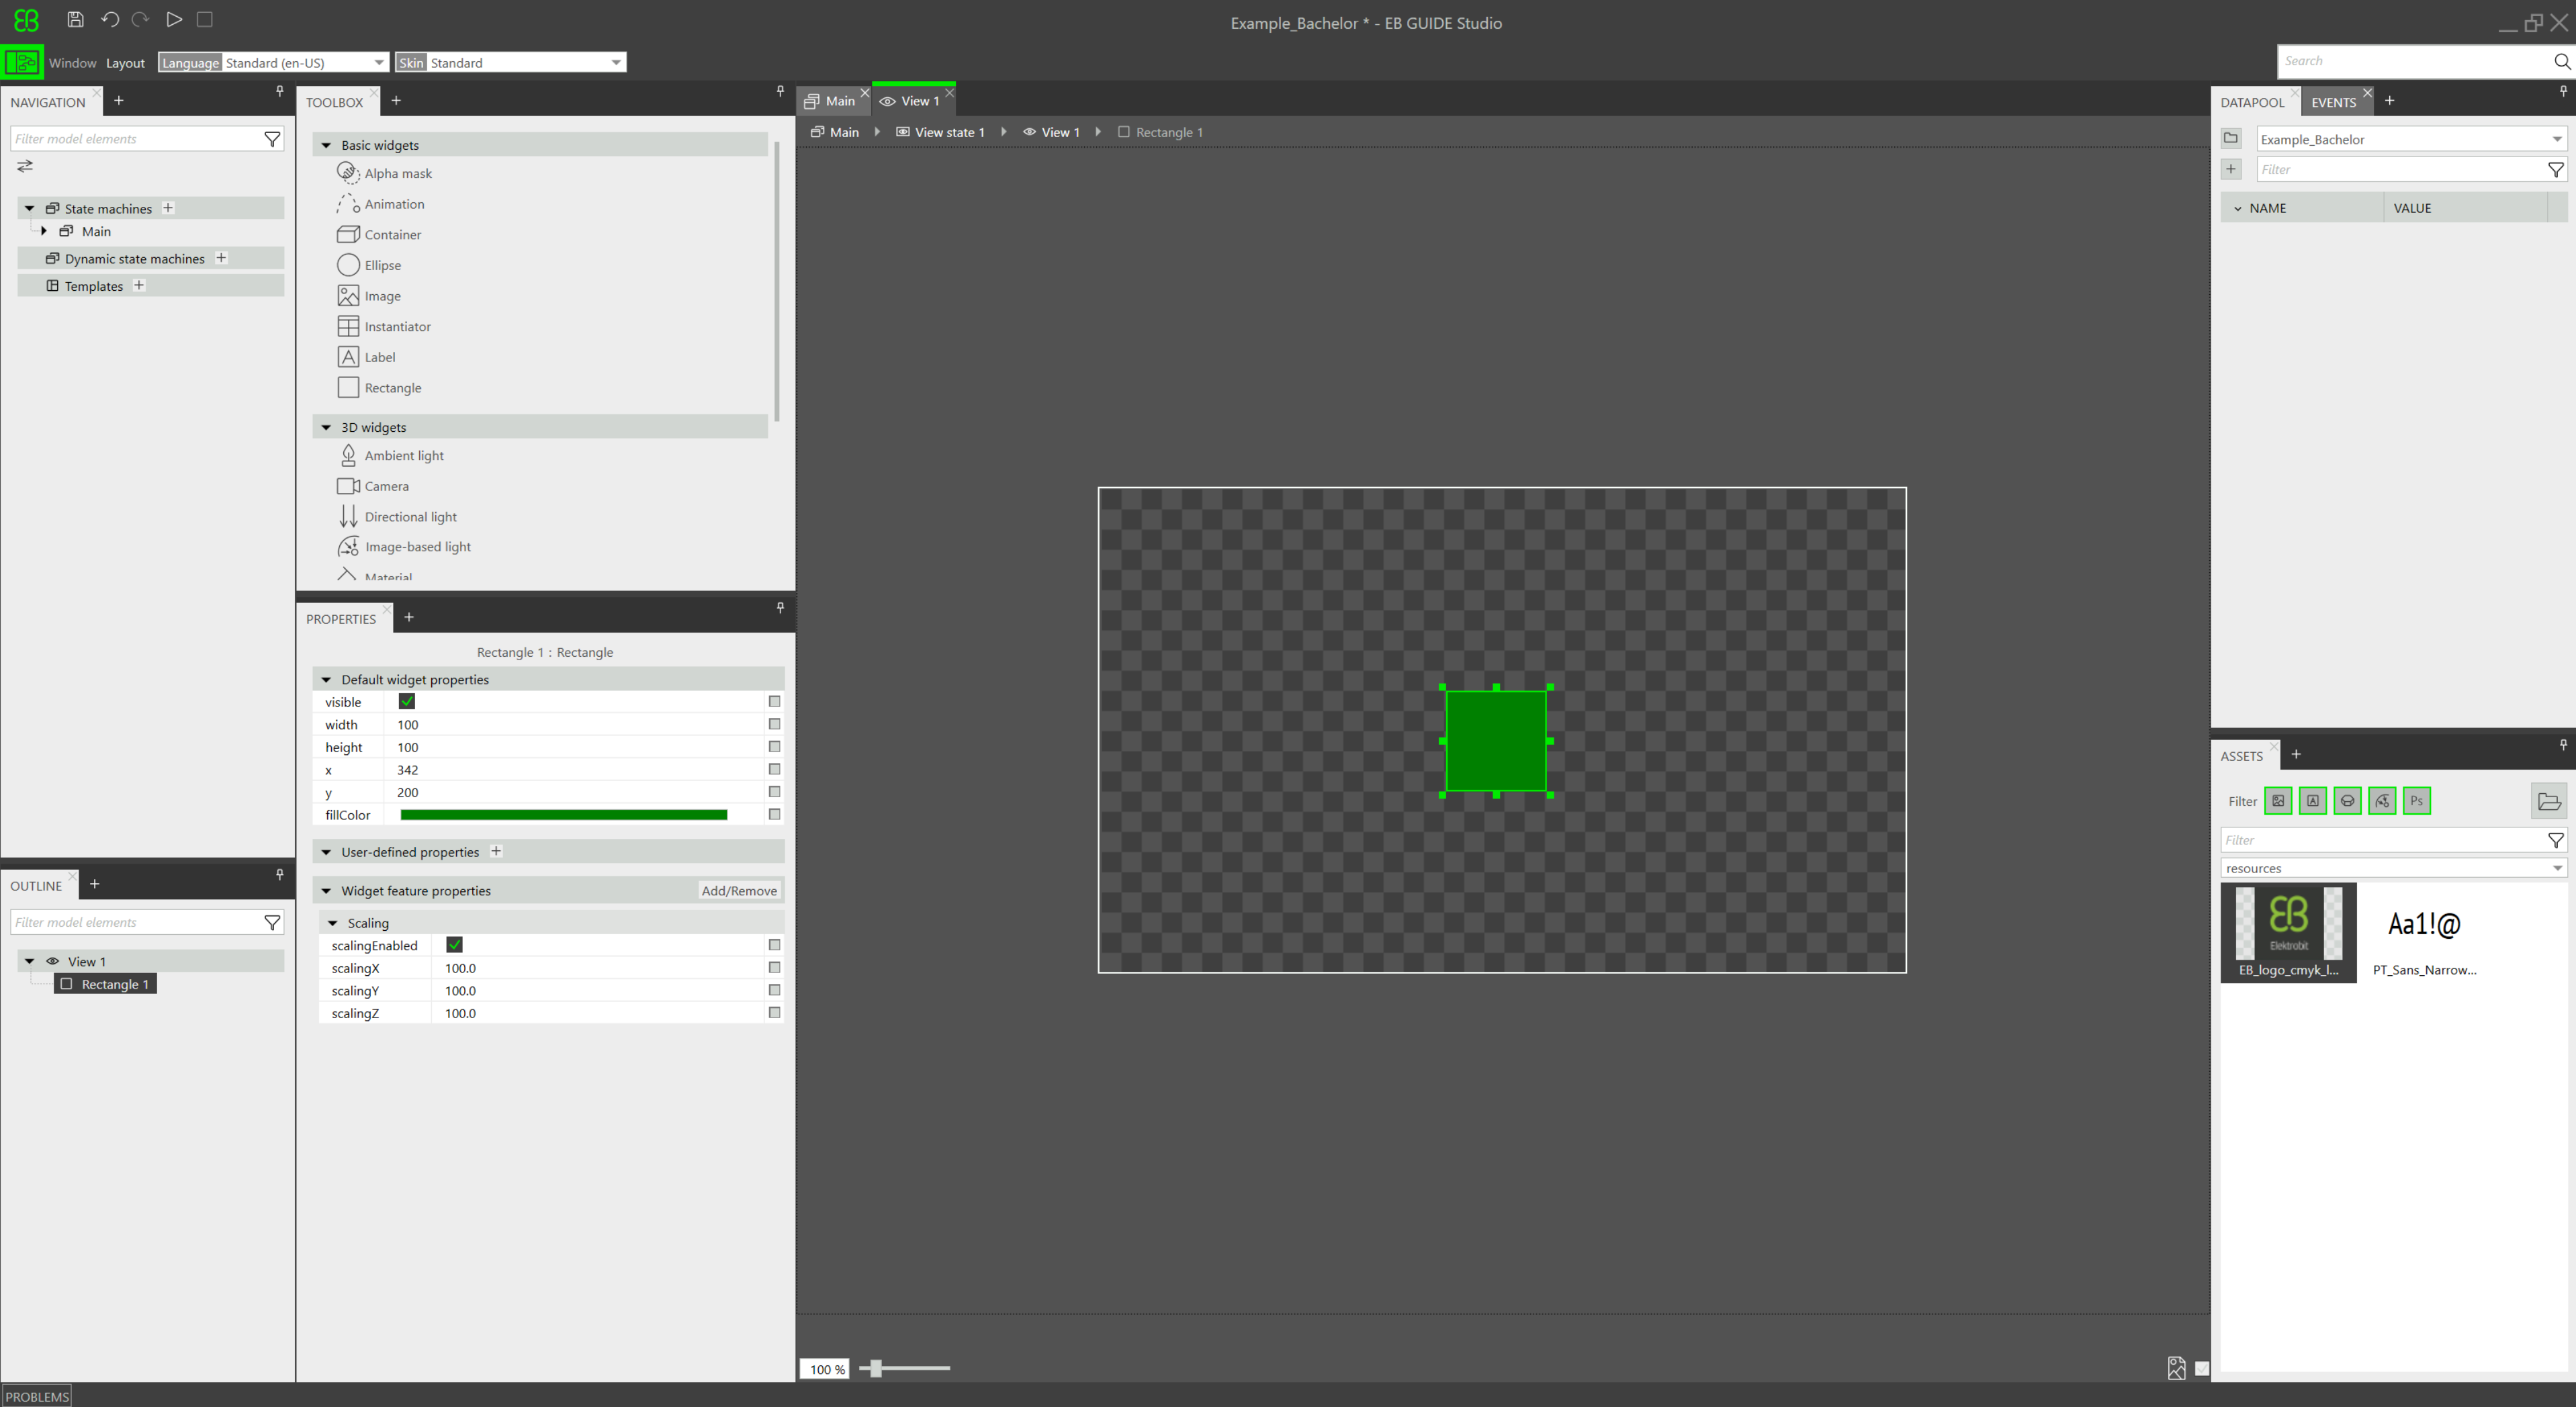 Example_Bachelor * - EB GUIDE Studio
Window Layout Language Standard (en-US) Skin Standard
Search
NAVIGATION
Filter model elements
State machines
Main
Dynamic state machines
Templates
OUTLINE
Filter model elements
View 1
Rectangle 1
TOOLBOX
Basic widgets
Alpha mask
Animation
Container
Ellipse
Image
Instantiator
Label
Rectangle
3D widgets
Ambient light
Camera
Directional light
Image-based light
Material
PROPERTIES
Rectangle 1 : Rectangle
Default widget properties
visible
width 100
height 100
x 342
y 200
fillColor
User-defined properties
Widget feature properties Add/Remove
Scaling
scalingEnabled
scalingX 100.0
scalingY 100.0
scalingZ 100.0
Main View 1
Main View state 1 View 1 Rectangle 1
100 %
DATAPOOL EVENTS
Example_Bachelor
Filter
NAME VALUE
ASSETS
Filter Ps
Filter
resources
EB
Elektrobit
Aa1!@
EB_logo_cmyk_l... PT_Sans_Narrow...
PROBLEMS